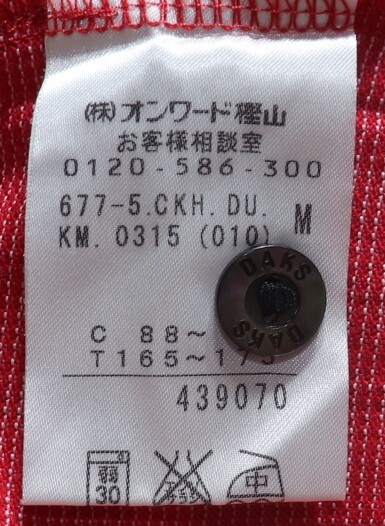 (株)オンワード樫山
お客様相談室
0120-586-300
677-5.CKH.DU. M
KM.0315 (010)
DAKS
DAKS
C 88～
T165～175
439070
弱 中
30